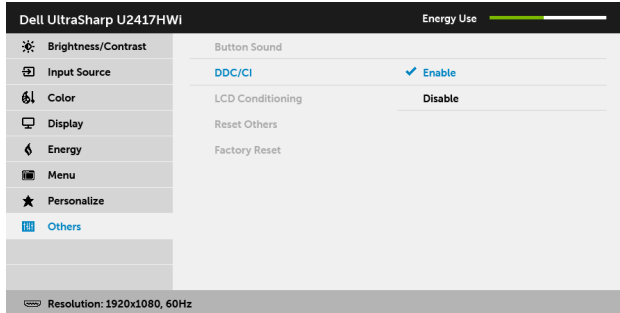 Dell UltraSharp U2417HWi
Energy Use
Brightness/Contrast
Button Sound
Input Source
DDC/CI
Enable
Color
LCD Conditioning
Disable
Display
Reset Others
Energy
Factory Reset
Menu
Personalize
Others
Resolution: 1920x1080, 60Hz